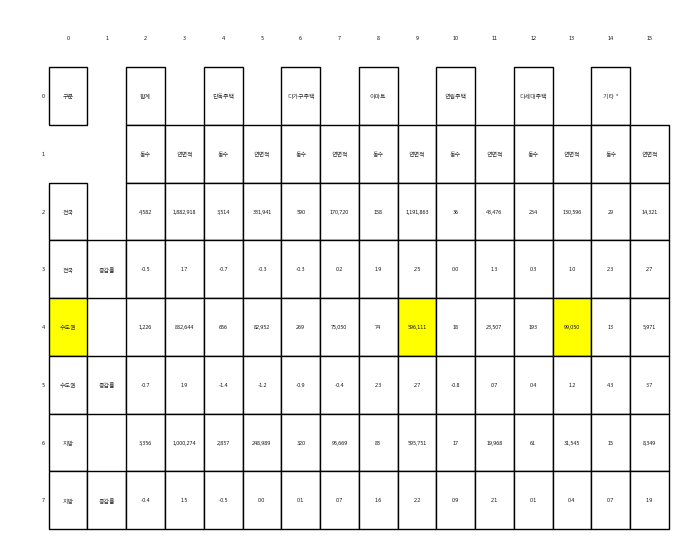 0 1 2 3 4 5 6 7 8 9 10 11 12 13 14 15
0 구분 합계 단독주택 다가구주택 아파트 연립주택 다세대주택 기타 *
1 동수 연면적 동수 연면적 동수 연면적 동수 연면적 동수 연면적 동수 연면적 동수 연면적
2 전국 4,582 1,882,918 3,514 331,941 590 170,720 158 1,191,863 36 43,476 254 130,596 29 14,321
3 전국 증감률 -0.5 1.7 -0.7 -0.3 -0.3 0.2 1.9 2.5 0.0 1.3 0.3 1.0 2.3 2.7
4 수도권 1,226 882,644 656 82,952 269 75,050 74 596,111 18 23,507 193 99,050 13 5,971
5 수도권 증감률 -0.7 1.9 -1.4 -1.2 -0.9 -0.4 2.3 2.7 -0.8 0.7 0.4 1.2 4.3 3.7
6 지방 3,356 1,000,274 2,857 248,989 320 95,669 83 595,751 17 19,968 61 31,545 15 8,349
7 지방 증감률 -0.4 1.5 -0.5 0.0 0.1 0.7 1.6 2.2 0.9 2.1 0.1 0.4 0.7 1.9